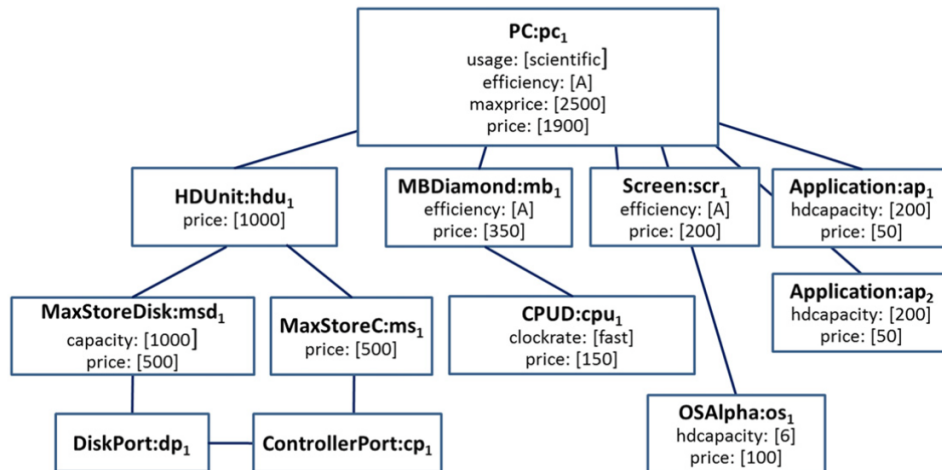 PC:pc₁
usage: [scientific]
efficiency: [A]
maxprice: [2500]
price: [1900]
HDUnit:hdu₁
price: [1000]
MBDiamond:mb₁
efficiency: [A]
price: [350]
Screen:scr₁
efficiency: [A]
price: [200]
Application:ap₁
hdcapacity: [200]
price: [50]
Application:ap₂
hdcapacity: [200]
price: [50]
MaxStoreDisk:msd₁
capacity: [1000]
price: [500]
MaxStoreC:ms₁
price: [500]
CPUD:cpu₁
clockrate: [fast]
price: [150]
OSAlpha:os₁
hdcapacity: [6]
price: [100]
DiskPort:dp₁
ControllerPort:cp₁